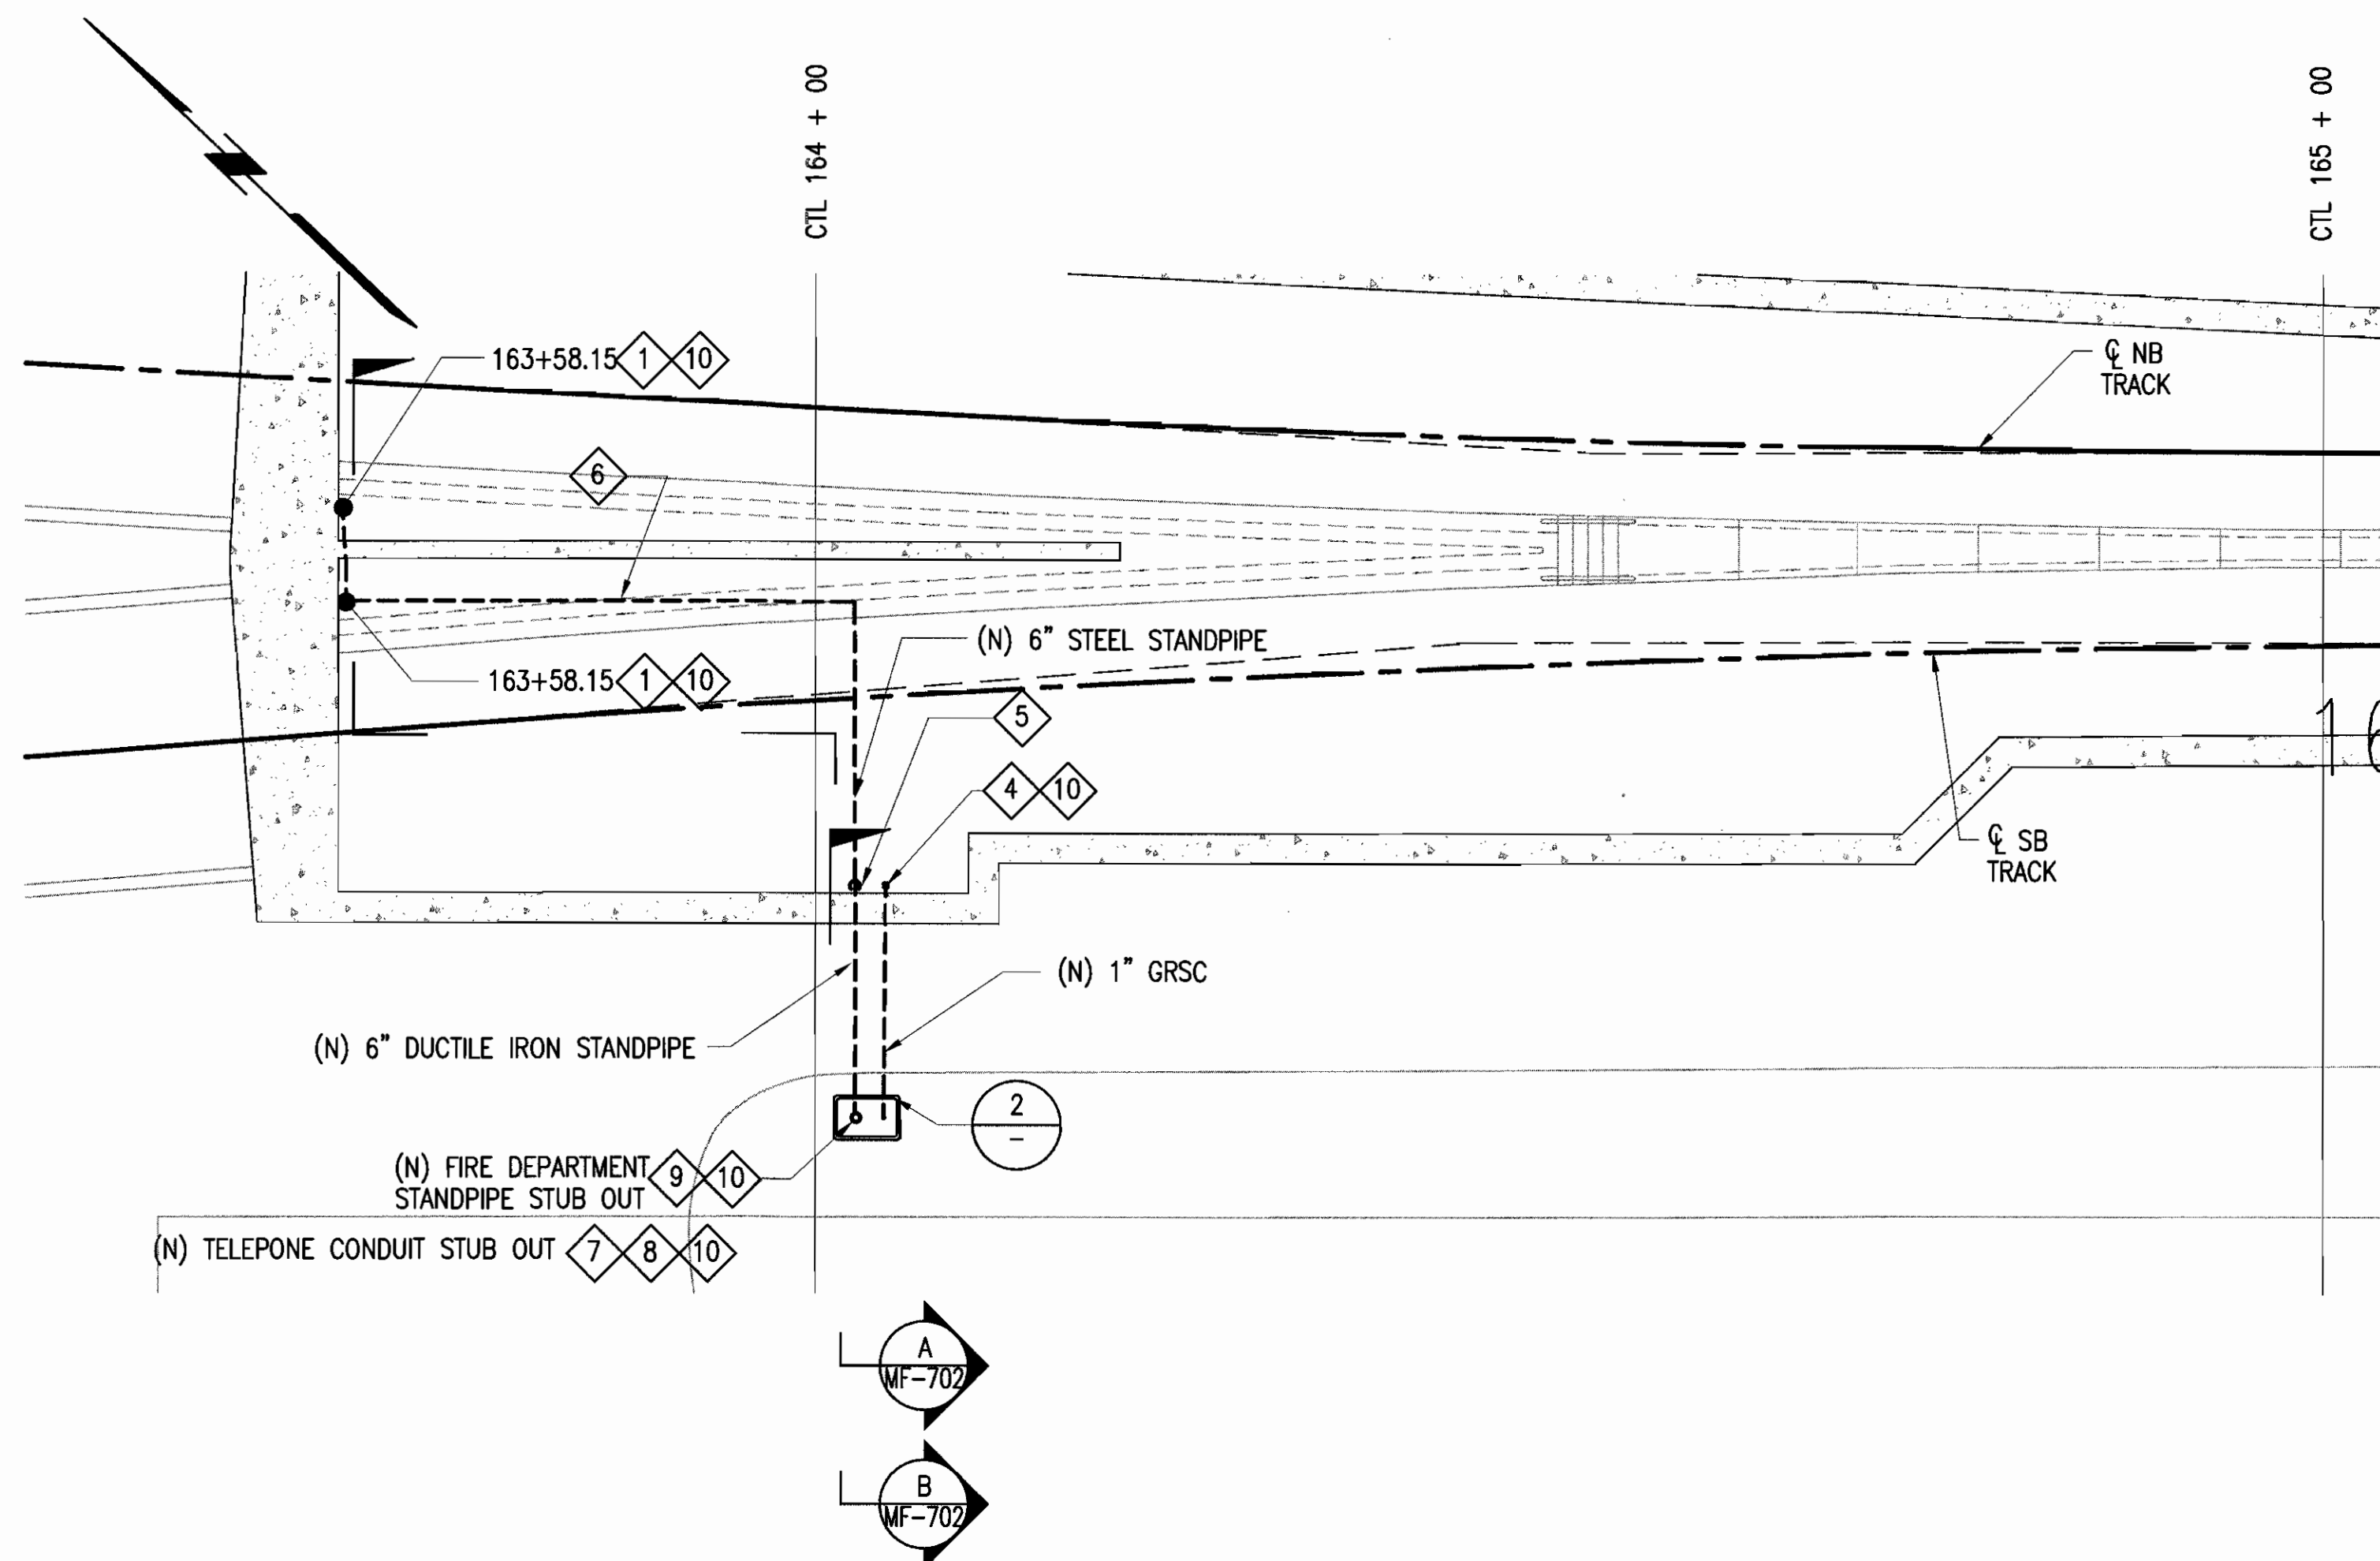 CTL 164 + 00
CTL 165 + 00
163+58.15 1 10
℄ NB
TRACK
6
(N) 6" STEEL STANDPIPE
163+58.15 1 10
5
4 10
℄ SB
TRACK
(N) 1" GRSC
(N) 6" DUCTILE IRON STANDPIPE
2
-
(N) FIRE DEPARTMENT 9 10
STANDPIPE STUB OUT
(N) TELEPONE CONDUIT STUB OUT 7 8 10
A
MF-702
B
MF-702